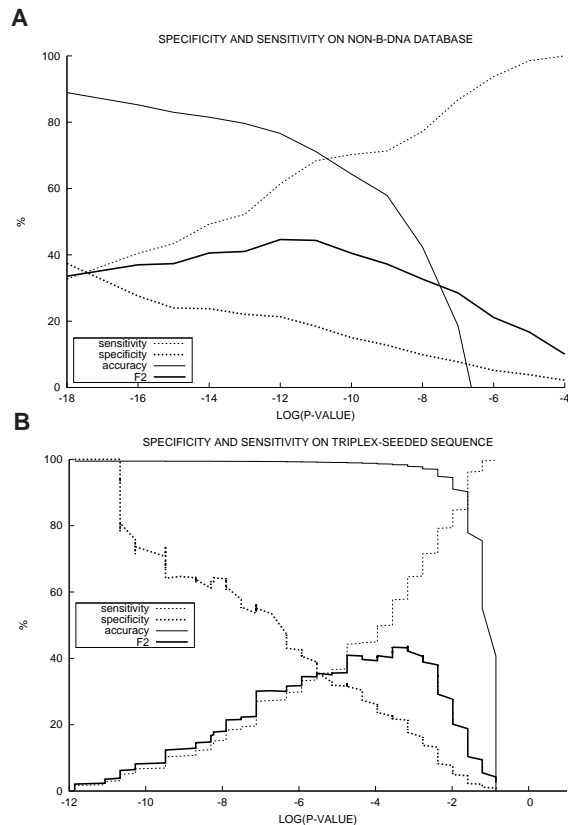 A
SPECIFICITY AND SENSITIVITY ON NON-B-DNA DATABASE
100
80
60
40
20
0
%
sensitivity
specificity
accuracy
F2
-18 -16 -14 -12 -10 -8 -6 -4
LOG(P-VALUE)
B
SPECIFICITY AND SENSITIVITY ON TRIPLEX-SEEDED SEQUENCE
100
80
60
40
20
0
%
sensitivity
specificity
accuracy
F2
-12 -10 -8 -6 -4 -2 0
LOG(P-VALUE)